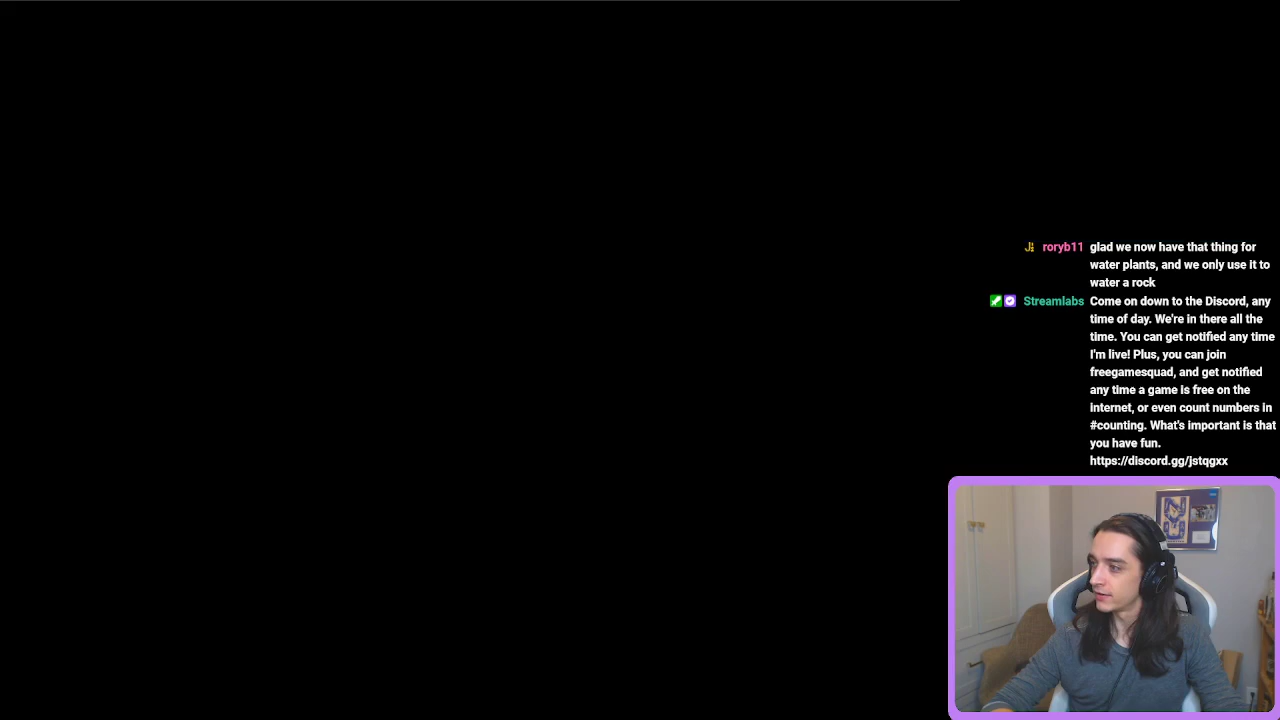 roryb11 glad we now have that thing for
water plants, and we only use it to
water a rock
Streamlabs Come on down to the Discord, any
time of day. We're in there all the
time. You can get notified any time
I'm live! Plus, you can join
freegamesquad, and get notified
any time a game is free on the
internet, or even count numbers in
#counting. What's important is that
you have fun.
https://discord.gg/jstqgxx